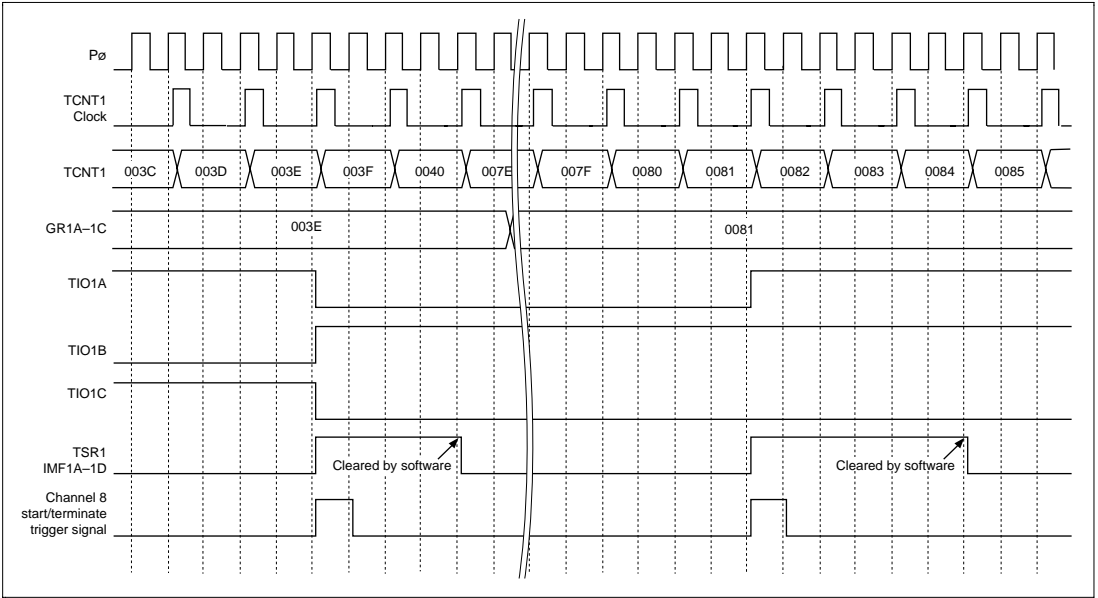 Pø
TCNT1
Clock
TCNT1 003C 003D 003E 003F 0040 007E 007F 0080 0081 0082 0083 0084 0085
GR1A–1C 003E 0081
TIO1A
TIO1B
TIO1C
TSR1
IMF1A–1D
Cleared by software Cleared by software
Channel 8
start/terminate
trigger signal